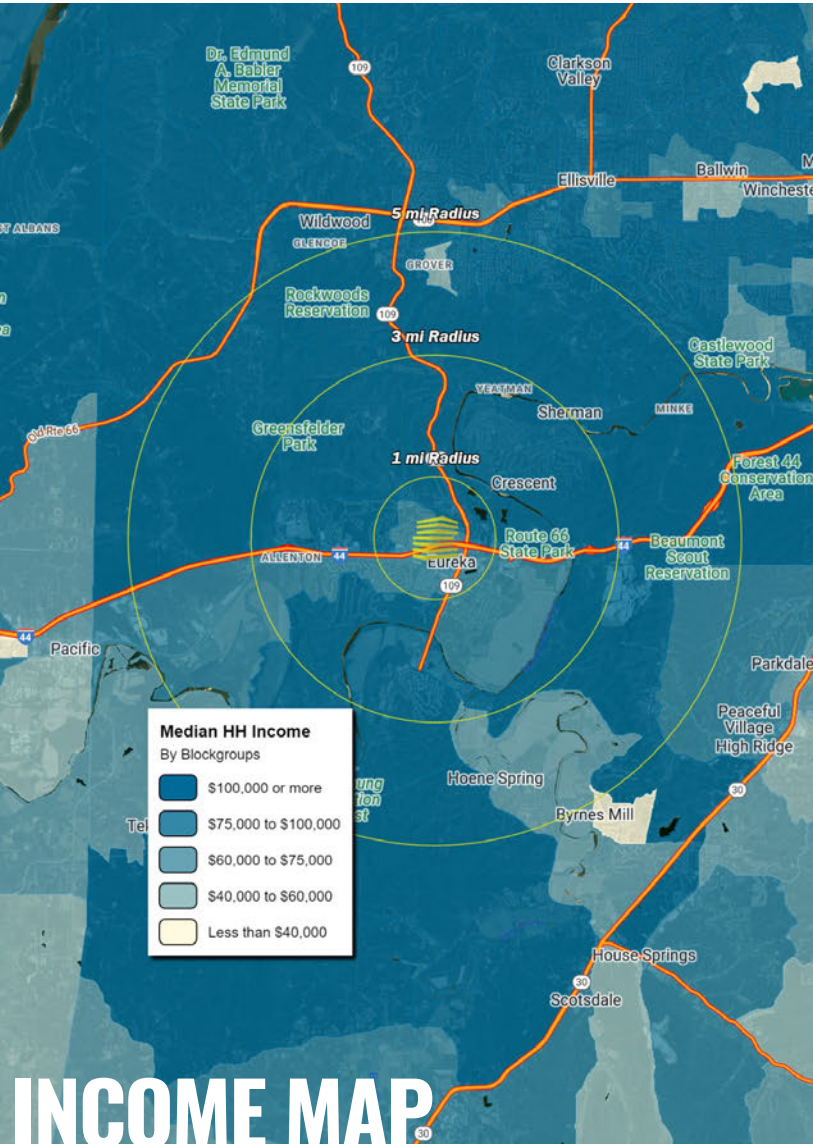 Dr. Edmund
A. Babler
Memorial
State Park
109
Clarkson
Valley
Ellisville
Ballwin
Wincheste
ST ALBANS
Wildwood
5 mi Radius
GLENCOE
GROVER
Rockwoods
Reservation
109
3 mi Radius
Castlewood
State Park
YEATMAN
Sherman
MINKE
Old Rte 66
Greensfelder
Park
1 mi Radius
Crescent
Forest 44
Conservation
Area
Route 66
State Park
ALLENTON
44
44
Eureka
Beaumont
Scout
Reservation
109
44
Pacific
Parkdale
Peaceful
Village
High Ridge
Median HH Income
By Blockgroups
$100,000 or more
$75,000 to $100,000
$60,000 to $75,000
$40,000 to $60,000
Less than $40,000
Hoene Spring
30
Byrnes Mill
House Springs
30
Scotsdale
INCOME MAP
30